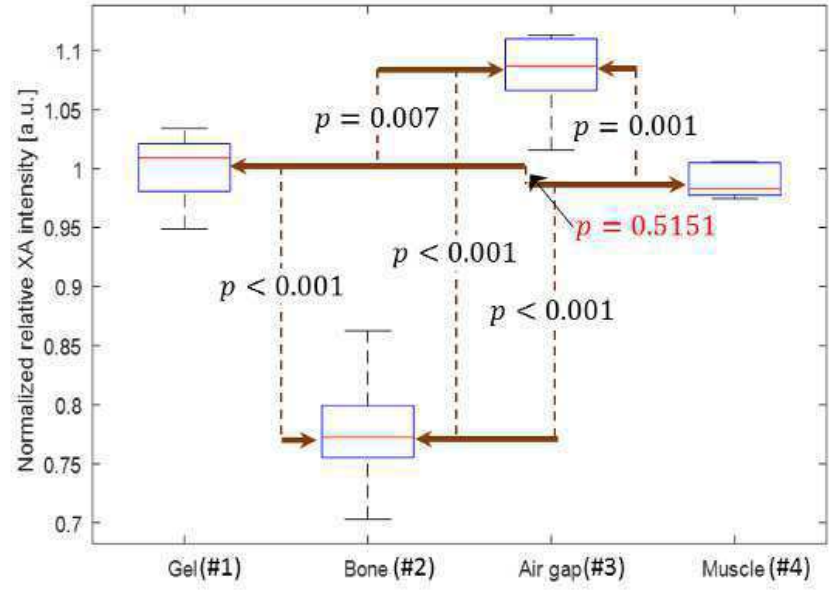 Normalized relative XA intensity [a.u.]
1.1
1.05
1
0.95
0.9
0.85
0.8
0.75
0.7
p = 0.007
p = 0.001
p = 0.5151
p < 0.001
p < 0.001
p < 0.001
Gel(#1)
Bone (#2)
Air gap(#3)
Muscle (#4)